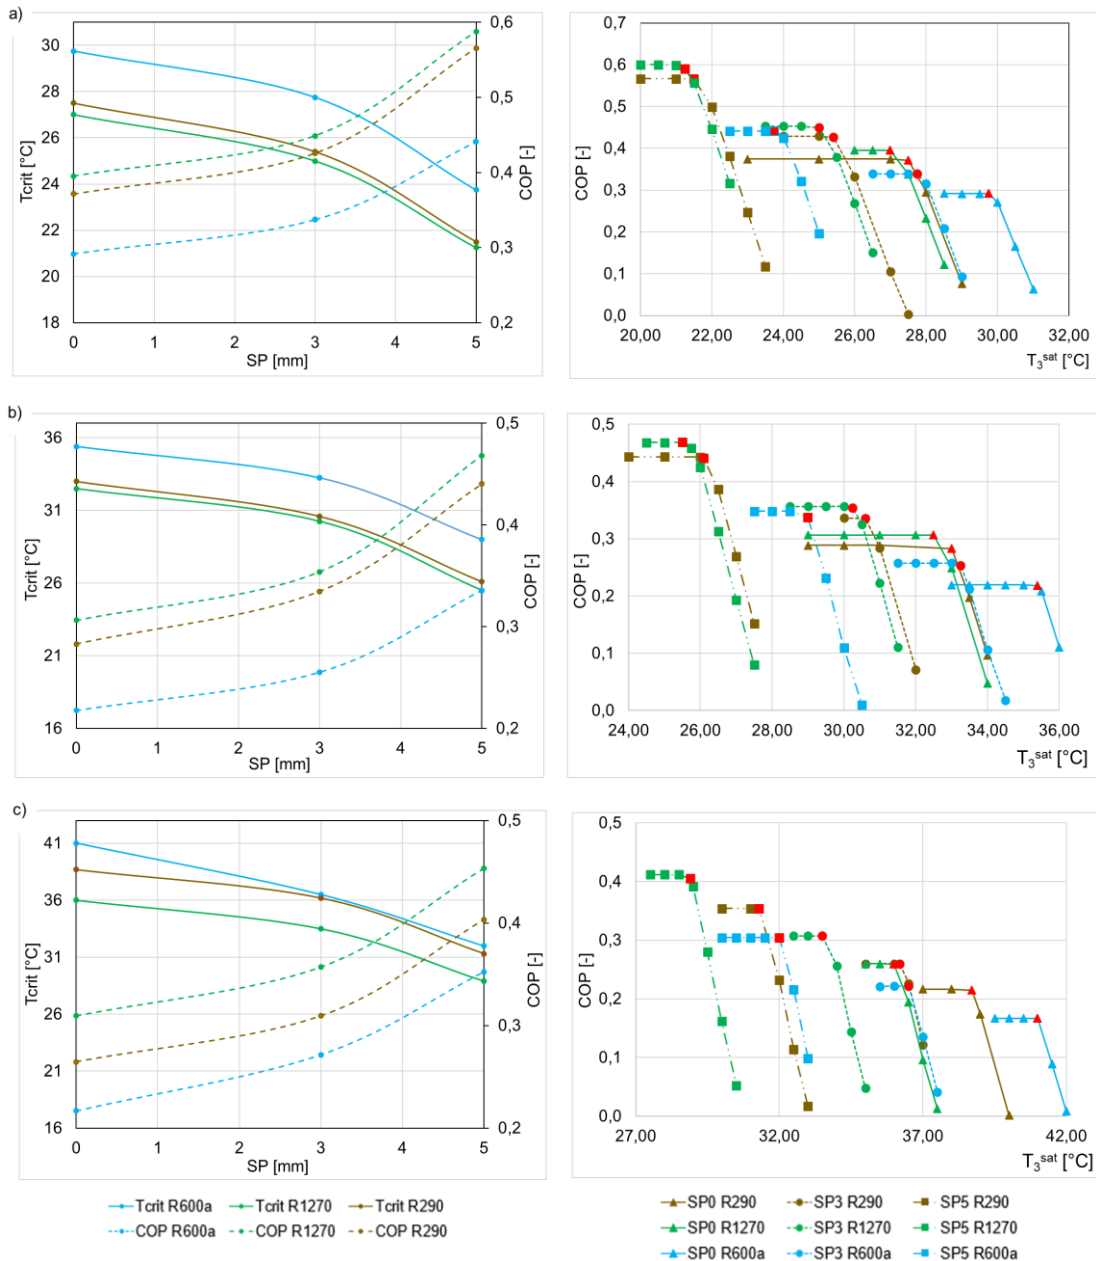 a)
30
28
26
24
22
20
18
Tcrit [°C]
0,6
0,5
0,4
0,3
0,2
COP [-]
0 1 2 3 4 5
SP [mm]
0,7
0,6
0,5
0,4
0,3
0,2
0,1
0,0
COP [-]
20,00 22,00 24,00 26,00 28,00 30,00 32,00
T₃ˢᵃᵗ [°C]
b)
36
31
26
21
16
Tcrit [°C]
0,5
0,4
0,3
0,2
COP [-]
0 1 2 3 4 5
SP [mm]
0,5
0,4
0,3
0,2
0,1
0,0
COP [-]
24,00 26,00 28,00 30,00 32,00 34,00 36,00
T₃ˢᵃᵗ [°C]
c)
41
36
31
26
21
16
Tcrit [°C]
0,5
0,4
0,3
0,2
COP [-]
0 1 2 3 4 5
SP [mm]
0,5
0,4
0,3
0,2
0,1
0,0
COP [-]
27,00 32,00 37,00 42,00
T₃ˢᵃᵗ [°C]
Tcrit R600a Tcrit R1270 Tcrit R290
COP R600a COP R1270 COP R290
SP0 R290 SP3 R290 SP5 R290
SP0 R1270 SP3 R1270 SP5 R1270
SP0 R600a SP3 R600a SP5 R600a